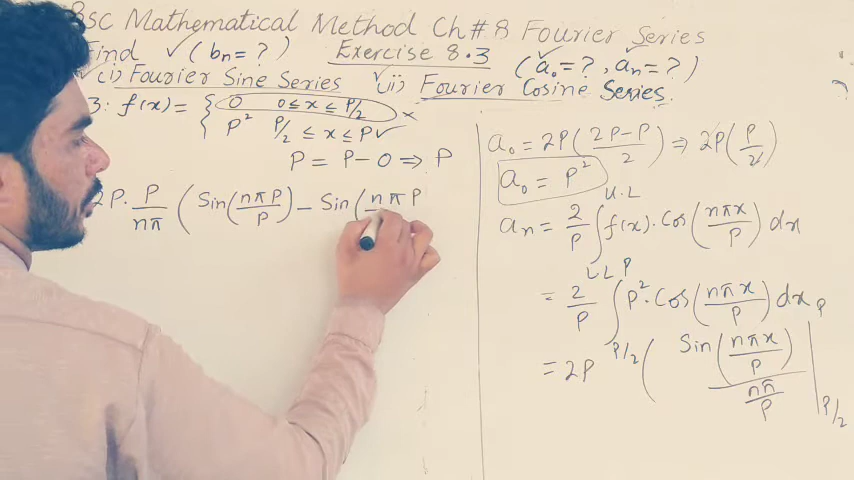 Bsc Mathematical Method Ch # 8 Fourier Series
Find ✓ (bn = ?) Exercise 8.3 (a₀ = ?, an = ?)
(i) Fourier Sine Series ✓ ii) Fourier Cosine Series.
3: f(x) = { 0 0 ≤ x ≤ P/2 ×
P² P/2 ≤ x ≤ P ✓
P = P - 0 ⇒ P
2P · P/nπ ( Sin(nπP/P) - Sin(nπP
a₀ = 2P(2P-P/2) ⇒ 2P(P/2)
a₀ = P²
an = 2/P ∫ U.L L.L f(x) · Cos(nπx/P) dx
= 2/P ∫ P P/2 P² · Cos(nπx/P) dx
= 2P ( Sin(nπx/P) / nπ/P | P P/2